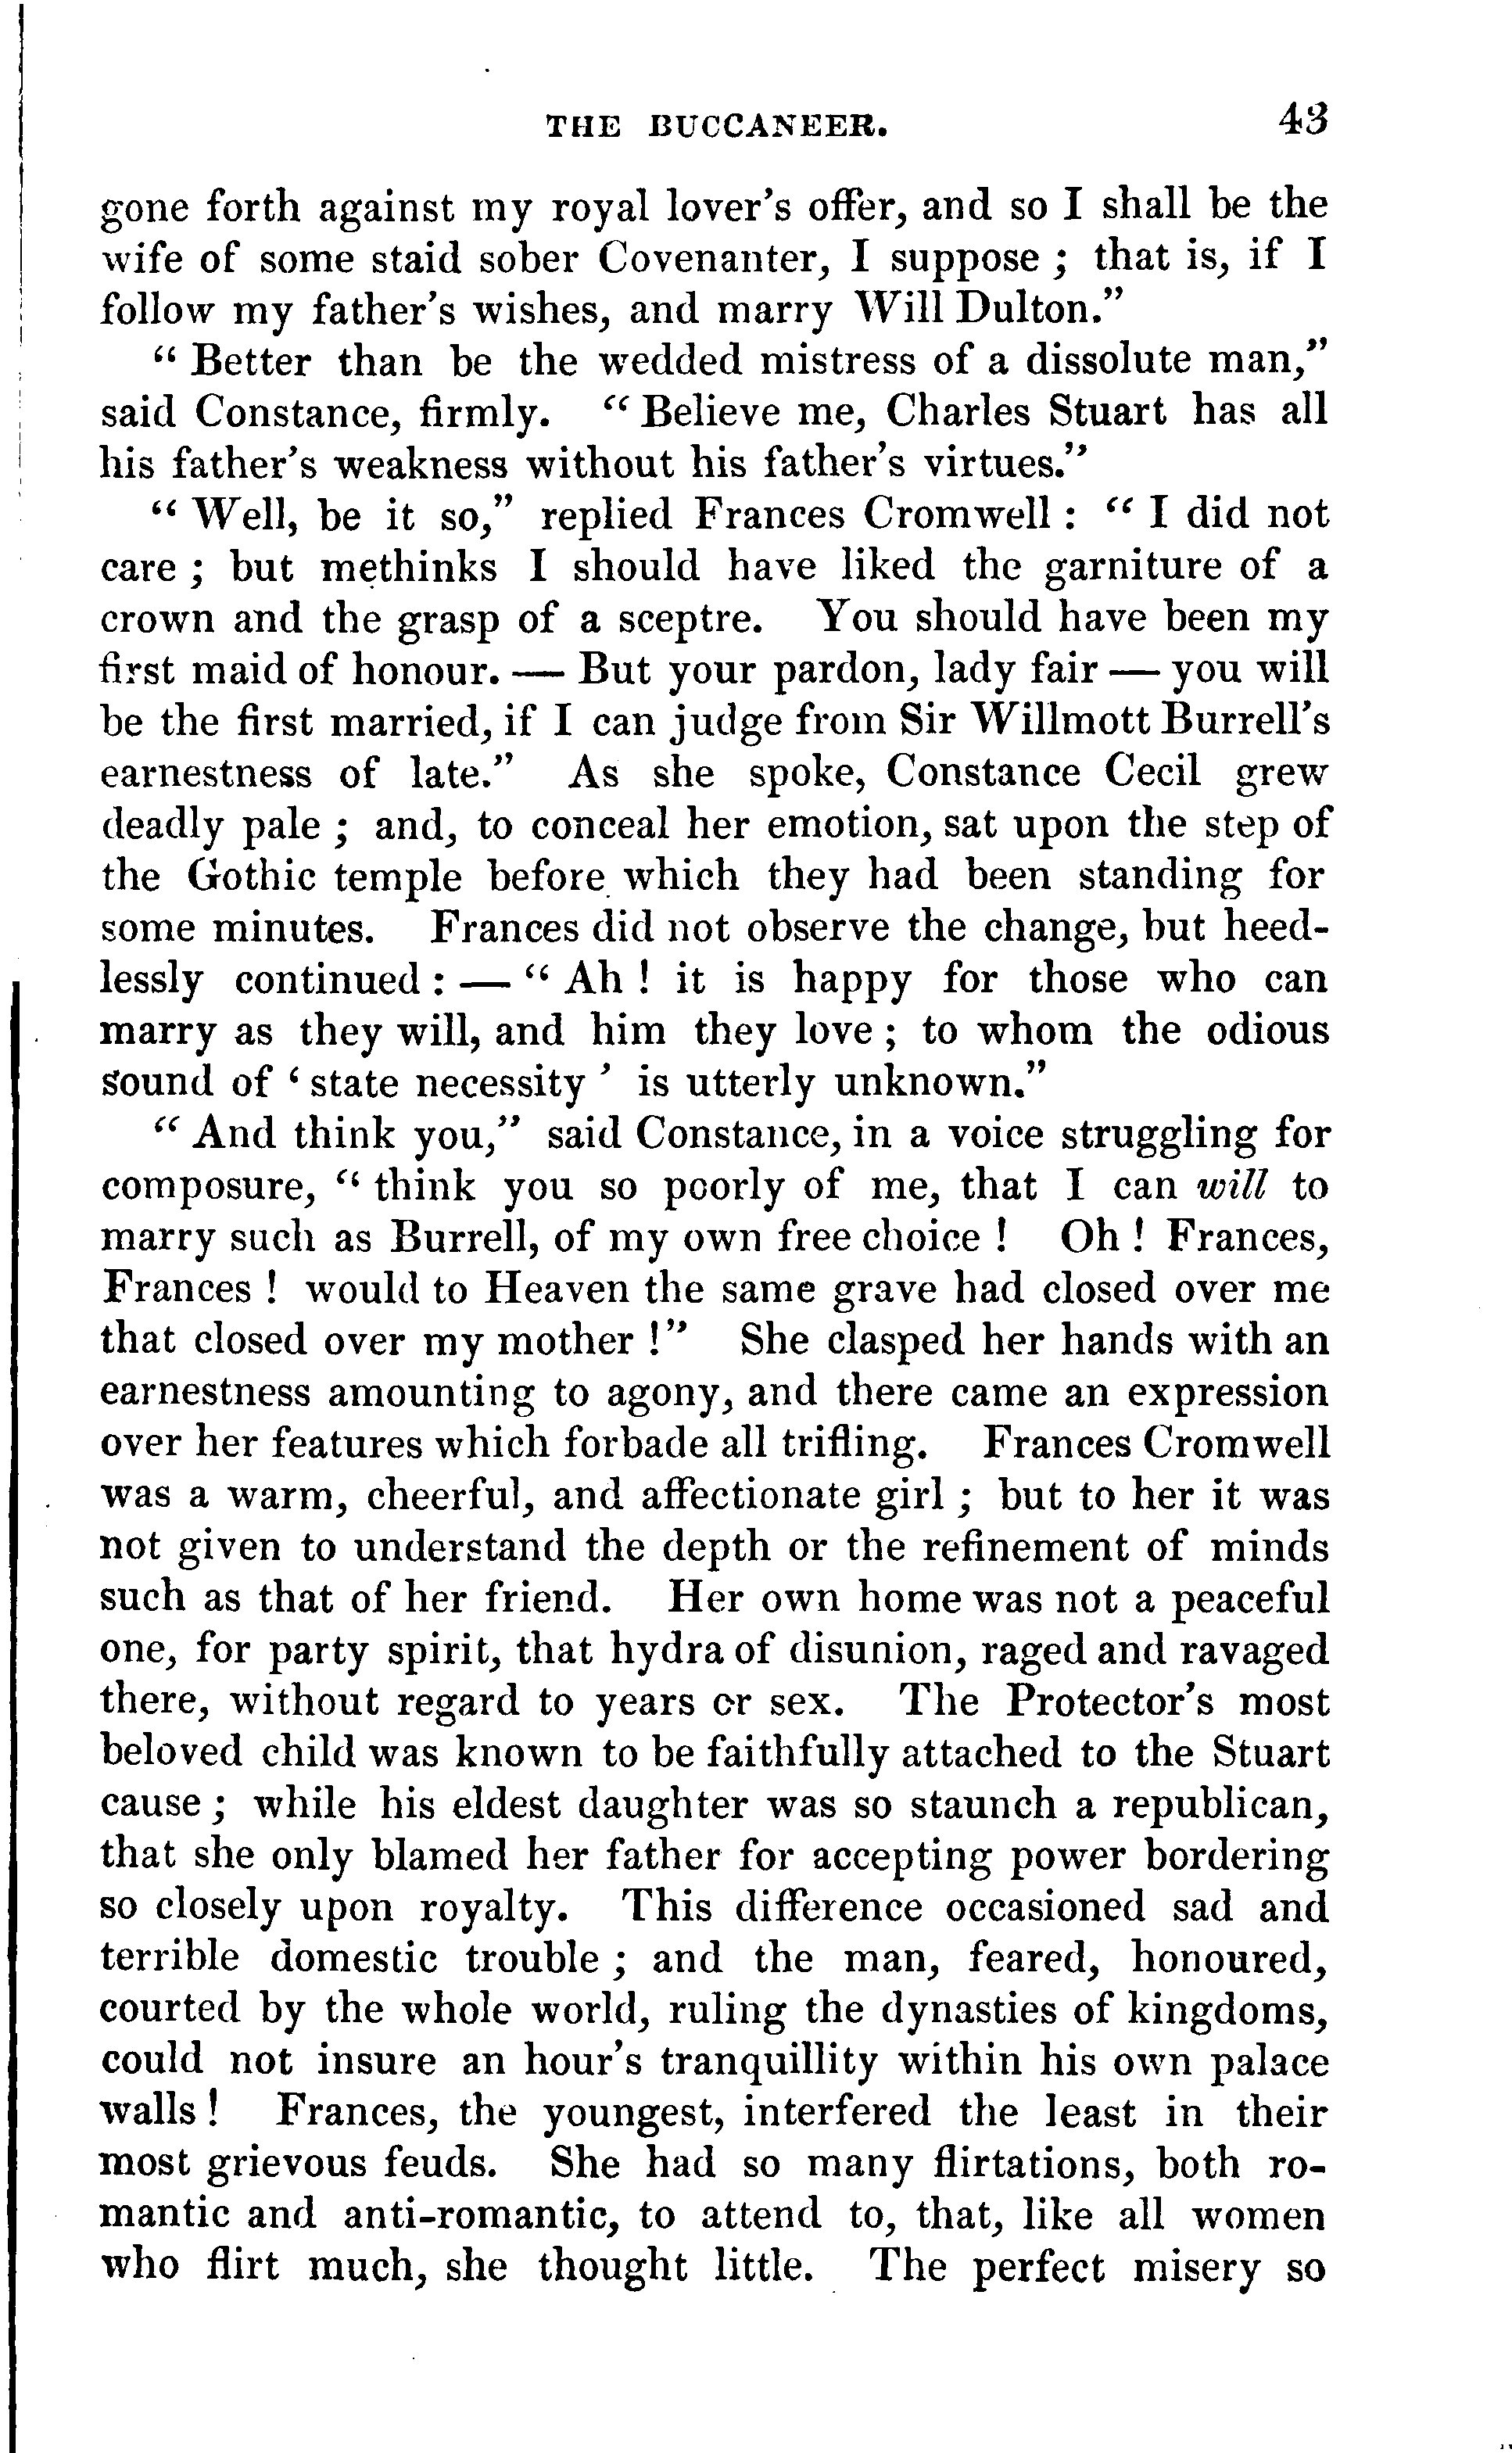 THE BUCCANEER. 43
gone forth against my royal lover's offer, and so I shall be the
wife of some staid sober Covenanter, I suppose ; that is, if I
follow my father's wishes, and marry Will Dulton."
" Better than be the wedded mistress of a dissolute man,"
said Constance, firmly. " Believe me, Charles Stuart has all
his father's weakness without his father's virtues."
" Well, be it so," replied Frances Cromwell : " I did not
care ; but methinks I should have liked the garniture of a
crown and the grasp of a sceptre. You should have been my
first maid of honour. — But your pardon, lady fair — you will
be the first married, if I can judge from Sir Willmott Burrell's
earnestness of late." As she spoke, Constance Cecil grew
deadly pale ; and, to conceal her emotion, sat upon the step of
the Gothic temple before which they had been standing for
some minutes. Frances did not observe the change, but heed-
lessly continued : — " Ah ! it is happy for those who can
marry as they will, and him they love ; to whom the odious
sound of ' state necessity ' is utterly unknown."
" And think you," said Constance, in a voice struggling for
composure, " think you so poorly of me, that I can will to
marry such as Burrell, of my own free choice ! Oh ! Frances,
Frances ! would to Heaven the same grave had closed over me
that closed over my mother !" She clasped her hands with an
earnestness amounting to agony, and there came an expression
over her features which forbade all trifling. Frances Cromwell
was a warm, cheerful, and affectionate girl ; but to her it was
not given to understand the depth or the refinement of minds
such as that of her friend. Her own home was not a peaceful
one, for party spirit, that hydra of disunion, raged and ravaged
there, without regard to years or sex. The Protector's most
beloved child was known to be faithfully attached to the Stuart
cause ; while his eldest daughter was so staunch a republican,
that she only blamed her father for accepting power bordering
so closely upon royalty. This difference occasioned sad and
terrible domestic trouble ; and the man, feared, honoured,
courted by the whole world, ruling the dynasties of kingdoms,
could not insure an hour's tranquillity within his own palace
walls ! Frances, the youngest, interfered the least in their
most grievous feuds. She had so many flirtations, both ro-
mantic and anti-romantic, to attend to, that, like all women
who flirt much, she thought little. The perfect misery so